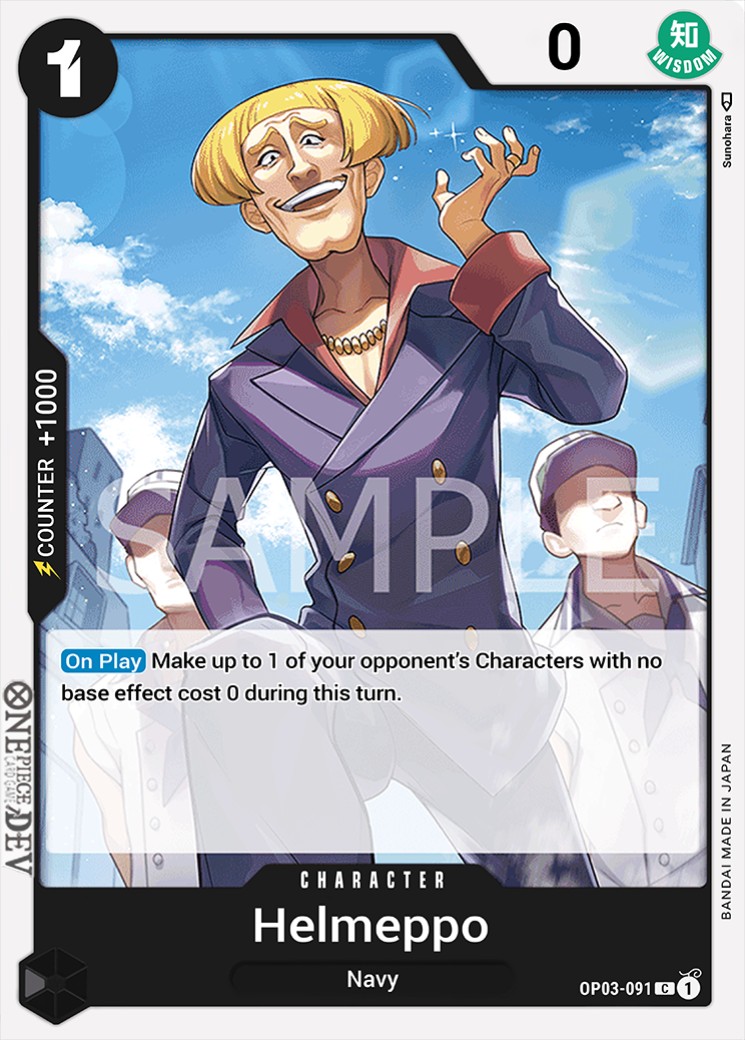 1
0
知
WISDOM
Sunohara
COUNTER +1000
SAMPLE
On Play Make up to 1 of your opponent's Characters with no
base effect cost 0 during this turn.
ONE PIECE
CARD GAME
.DEV
BANDAI MADE IN JAPAN
CHARACTER
Helmeppo
Navy
OP03-091 C 1